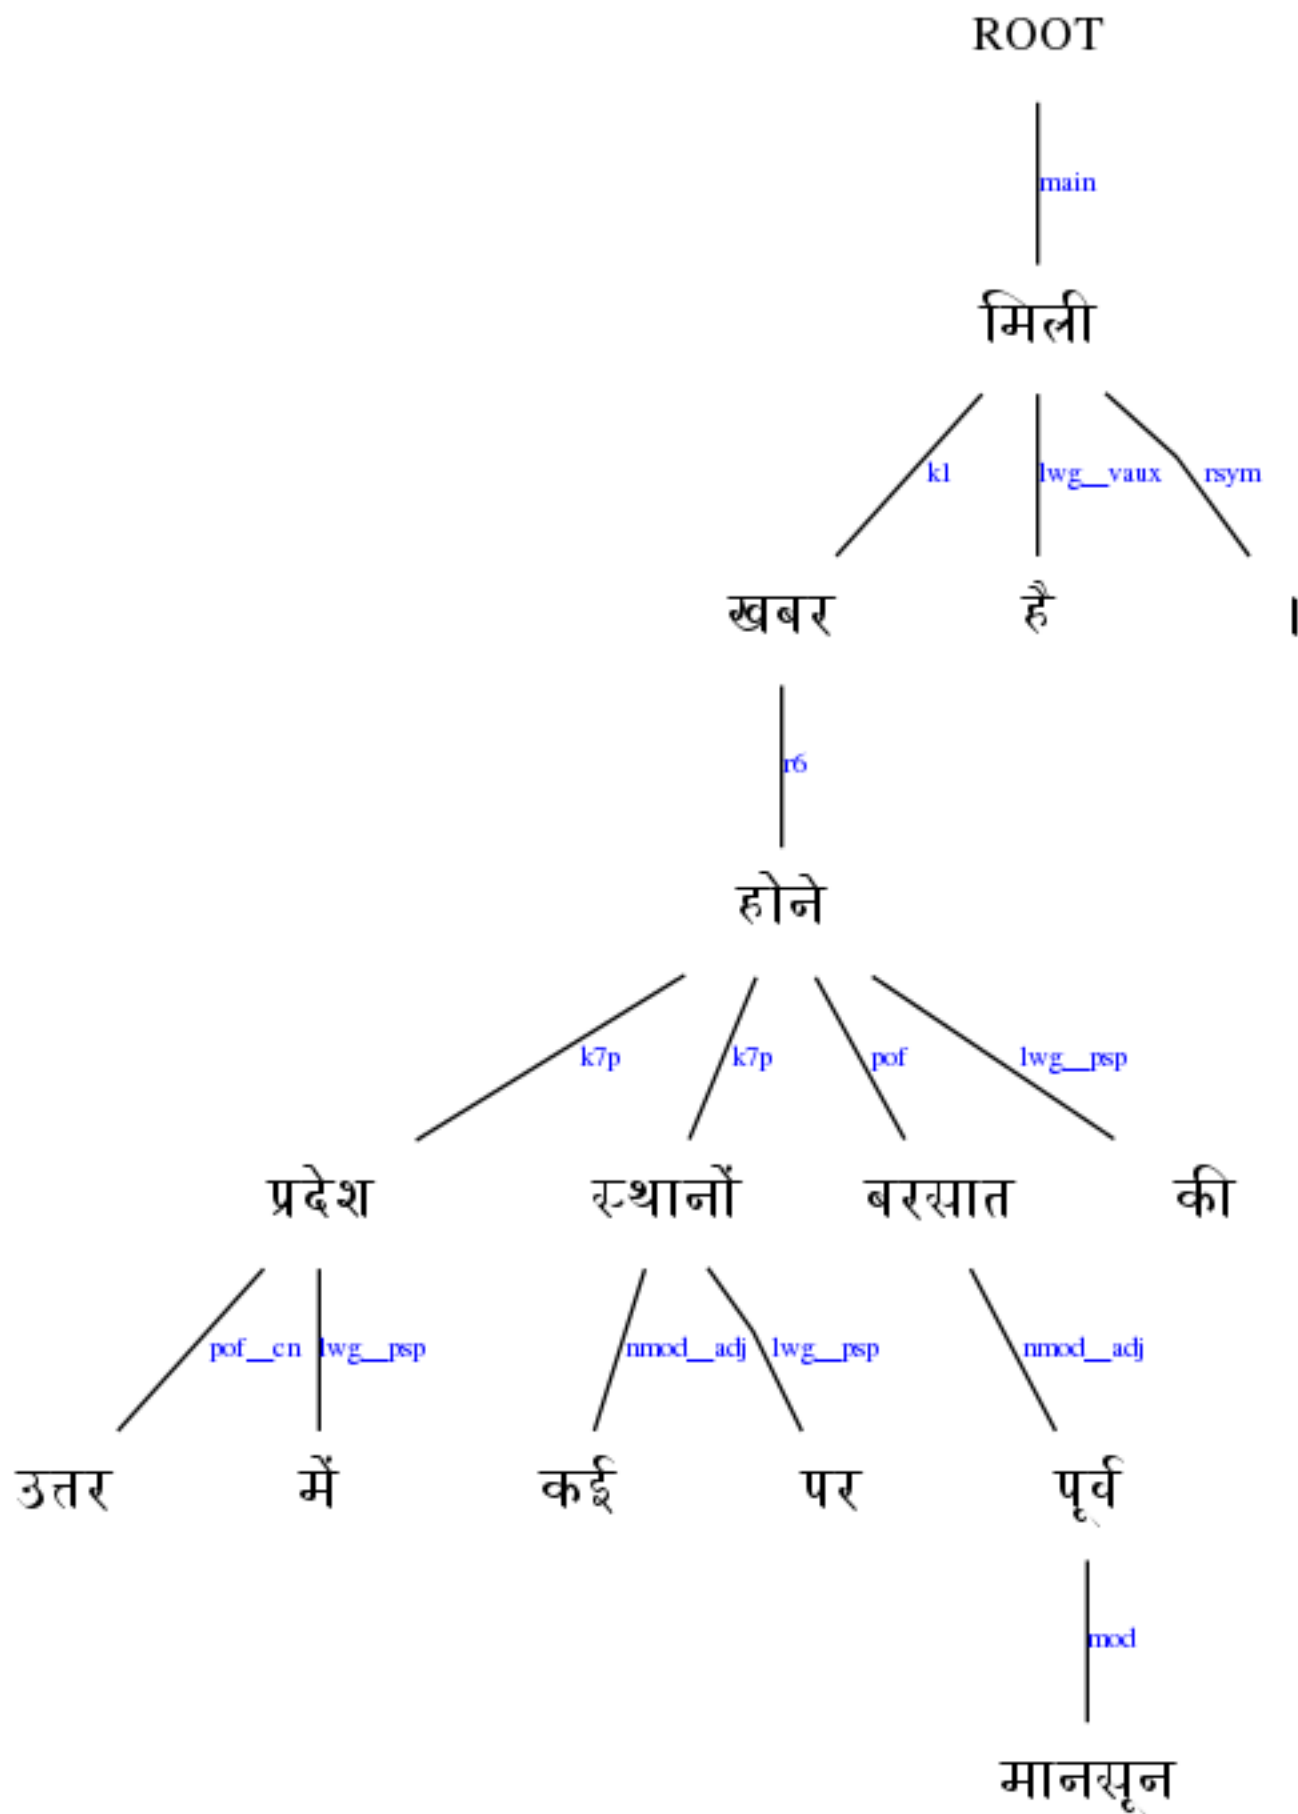 ROOT
main
मिली
k1 lwg__vaux rsym
खबर है ।
r6
होने
k7p k7p pof lwg__psp
प्रदेश स्थानों बरसात की
pof__cn lwg__psp nmod__adj lwg__psp nmod__adj
उत्तर में कई पर पूर्व
mod
मानसून